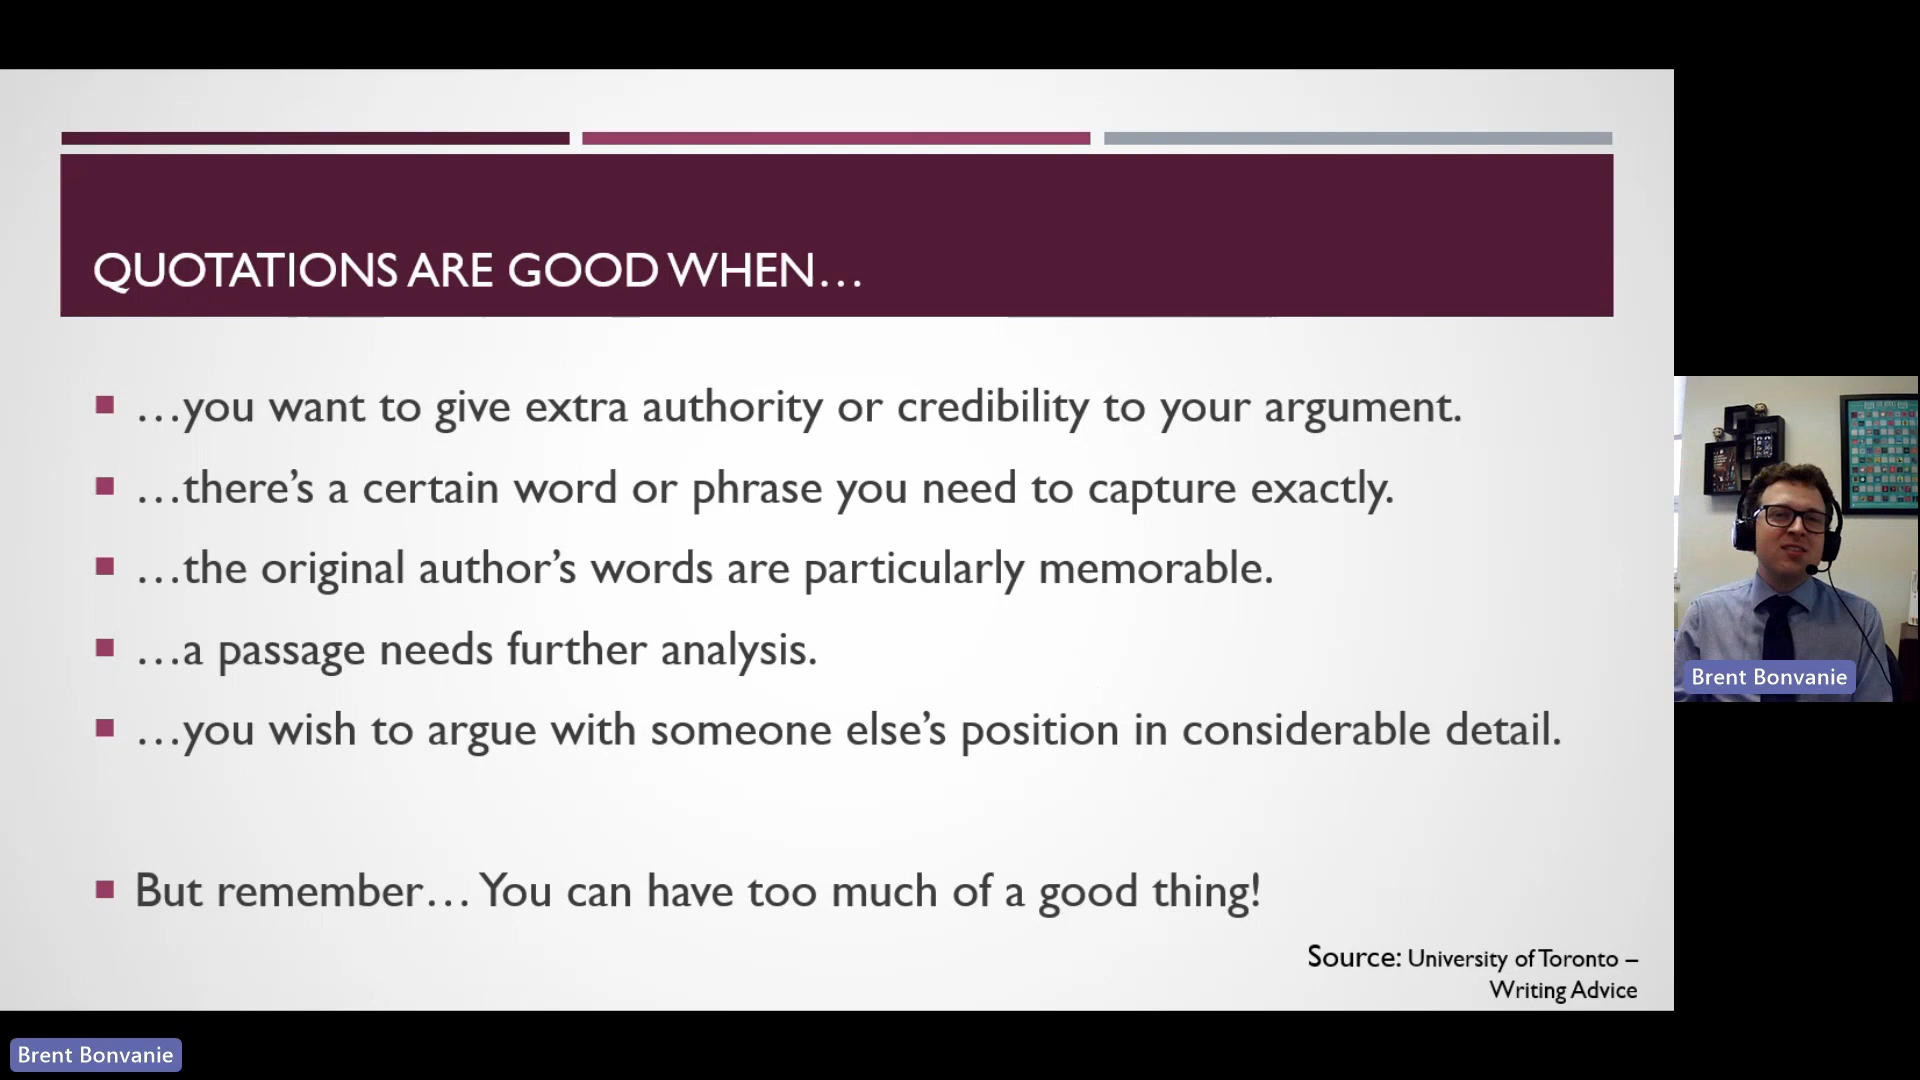 QUOTATIONS ARE GOOD WHEN…
…you want to give extra authority or credibility to your argument.
…there’s a certain word or phrase you need to capture exactly.
…the original author’s words are particularly memorable.
…a passage needs further analysis.
…you wish to argue with someone else’s position in considerable detail.
But remember… You can have too much of a good thing!
Source: University of Toronto –
Writing Advice
Brent Bonvanie
Brent Bonvanie